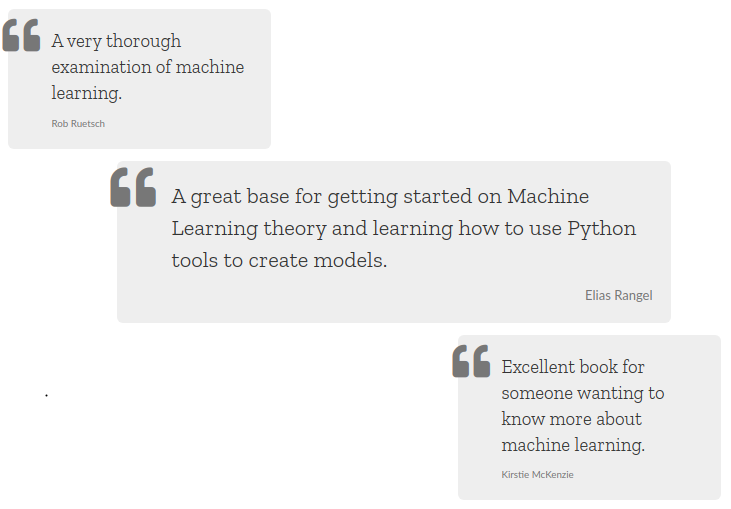 A very thorough
examination of machine
learning.
Rob Ruetsch
A great base for getting started on Machine
Learning theory and learning how to use Python
tools to create models.
Elias Rangel
.
Excellent book for
someone wanting to
know more about
machine learning.
Kirstie McKenzie